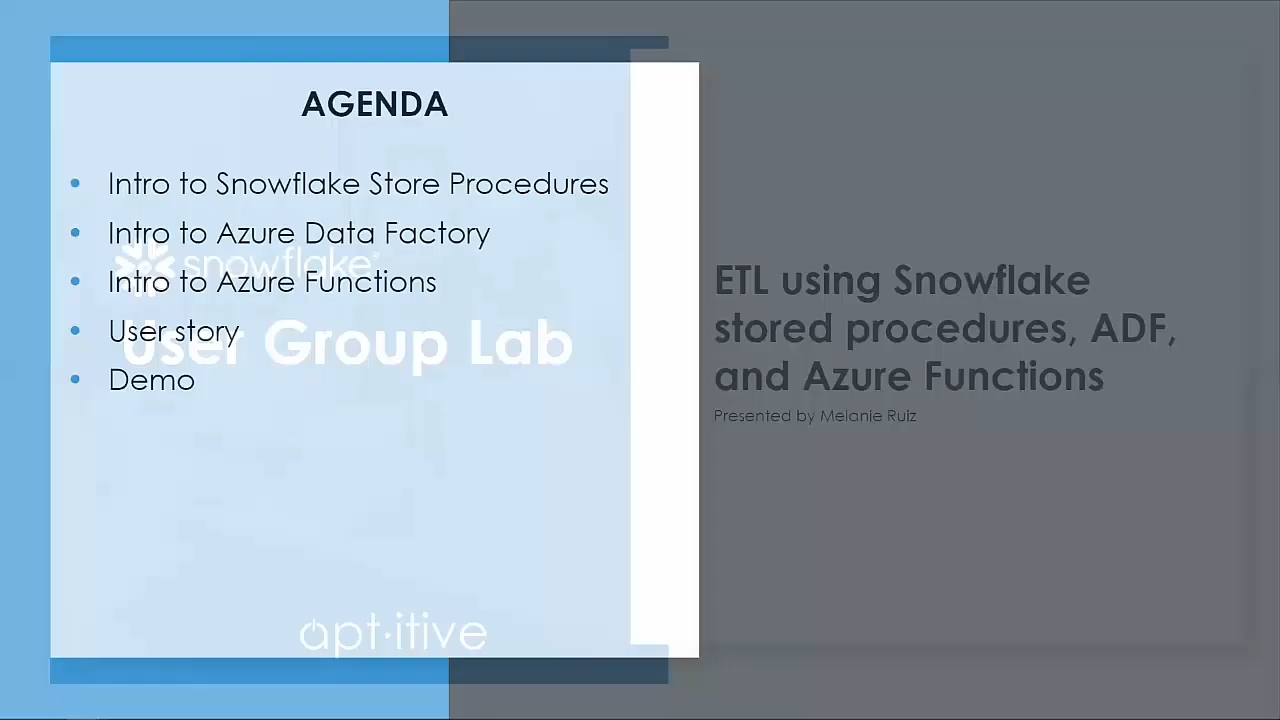 AGENDA
• Intro to Snowflake Store Procedures
• Intro to Azure Data Factory
• Intro to Azure Functions
• User story
• Demo
snowflake®
User Group Lab
apt·itive
ETL using Snowflake
stored procedures, ADF,
and Azure Functions
Presented by Melanie Ruiz